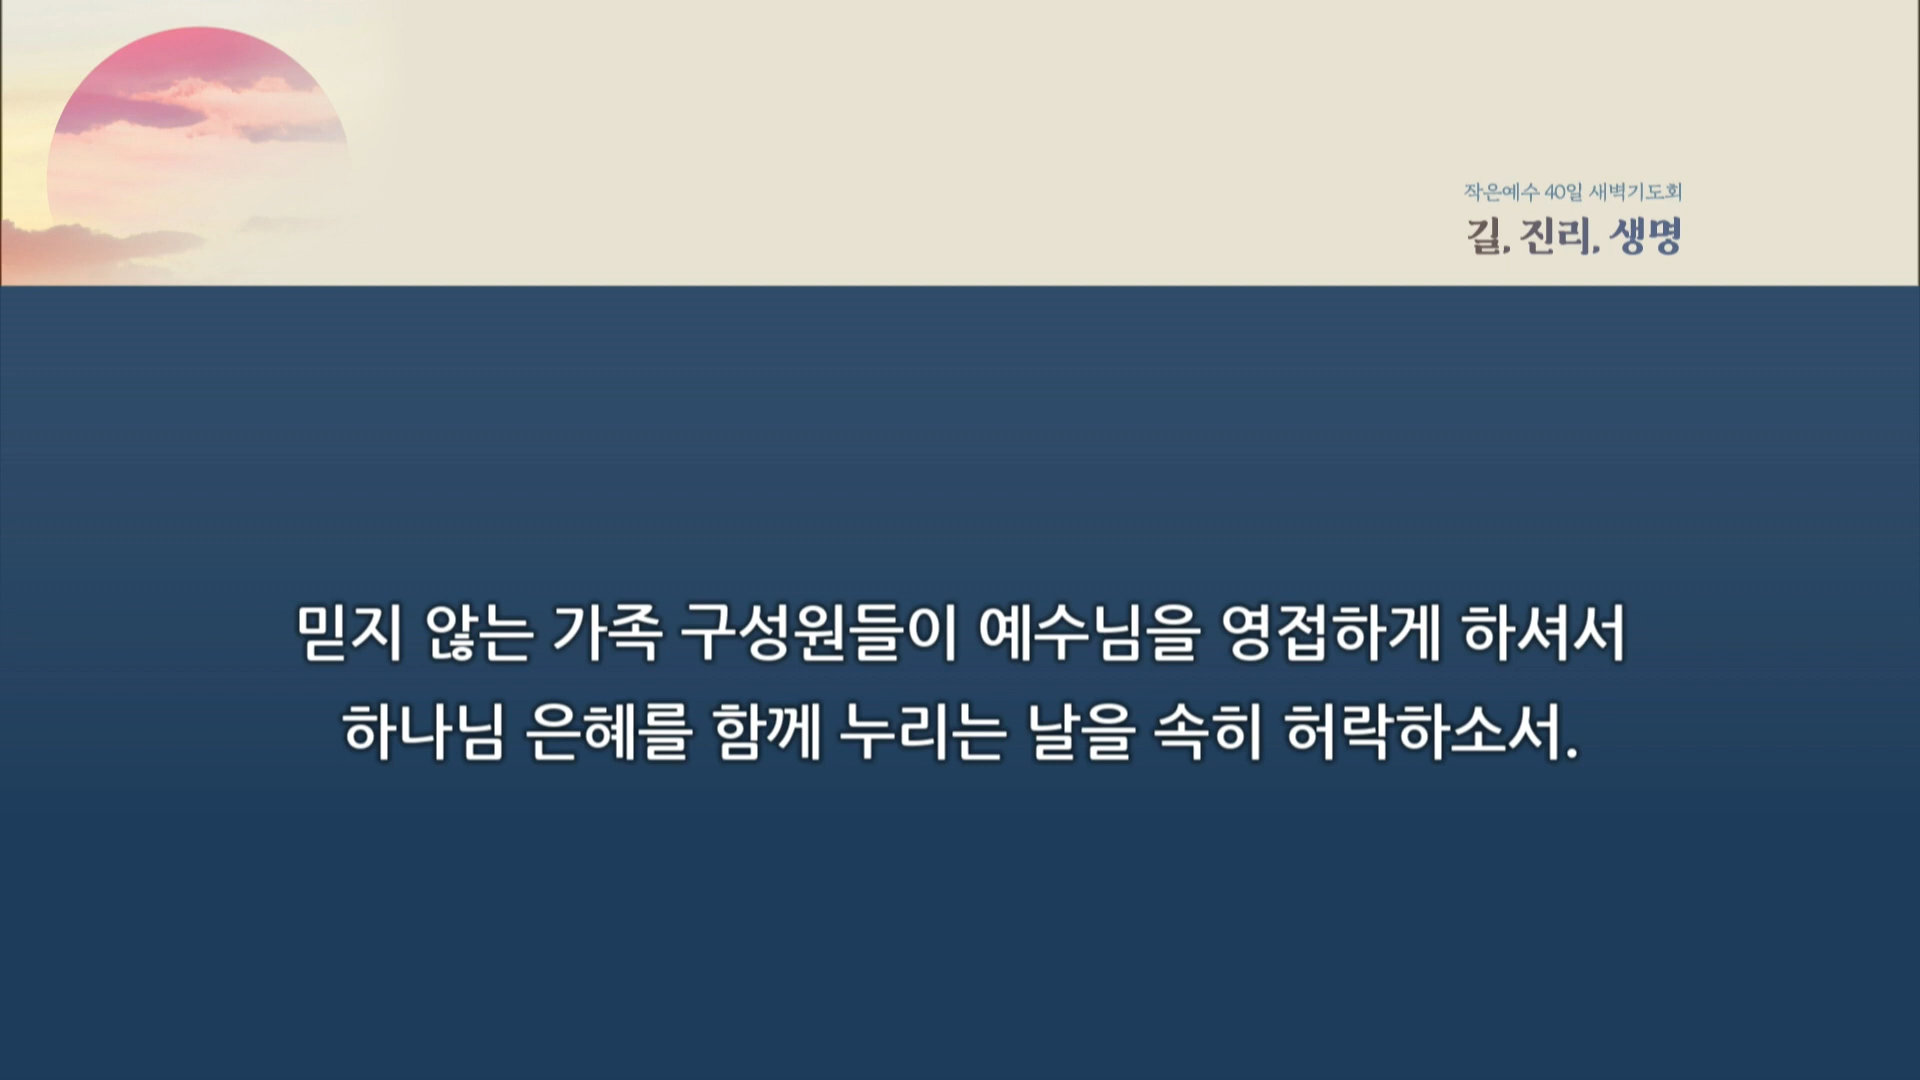 작은예수 40일 새벽기도회
길, 진리, 생명
믿지 않는 가족 구성원들이 예수님을 영접하게 하셔서
하나님 은혜를 함께 누리는 날을 속히 허락하소서.